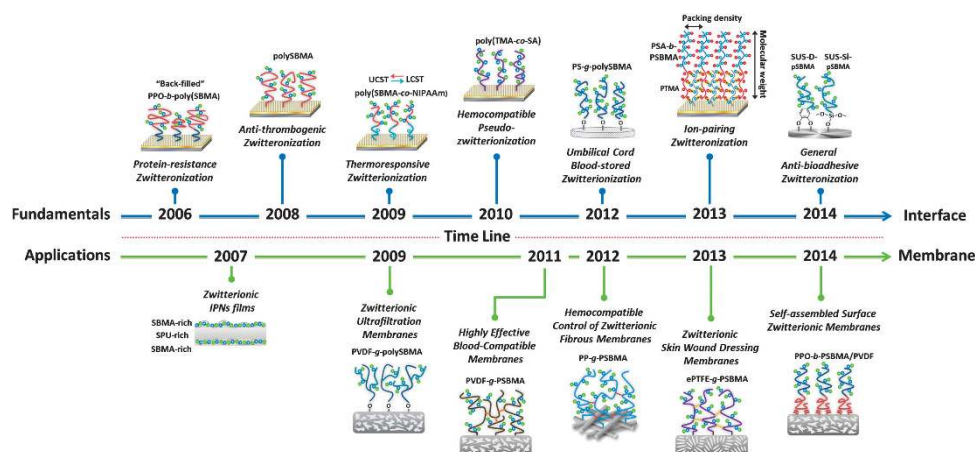 "Back-filled"
PPO-b-poly(SBMA)
Protein-resistance
Zwitteronization
polySBMA
Anti-thrombogenic
Zwitteronization
UCST LCST
poly(SBMA-co-NIPAAm)
Thermoresponsive
Zwitterionization
poly(TMA-co-SA)
Hemocompatible
Pseudo-
zwitterionization
PS-g-polySBMA
Umbilical Cord
Blood-stored
Zwitterionization
Packing density
PSA-b-
PSBMA
PTMA
Molecular weight
Ion-pairing
Zwitteronization
SUS-D-
pSBMA
SUS-Si-
pSBMA
General
Anti-bioadhesive
Zwitteronization
Fundamentals 2006 2008 2009 2010 2012 2013 2014 Interface
Time Line
Applications 2007 2009 2011 2012 2013 2014 Membrane
Zwitterionic
IPNs films
SBMA-rich
SPU-rich
SBMA-rich
Zwitterionic
Ultrafiltration
Membranes
PVDF-g-polySBMA
Highly Effective
Blood-Compatible
Membranes
PVDF-g-PSBMA
Hemocompatible
Control of Zwitterionic
Fibrous Membranes
PP-g-PSBMA
Zwitterionic
Skin Wound Dressing
Membranes
ePTFE-g-PSBMA
Self-assembled Surface
Zwitterionic Membranes
PPO-b-PSBMA/PVDF